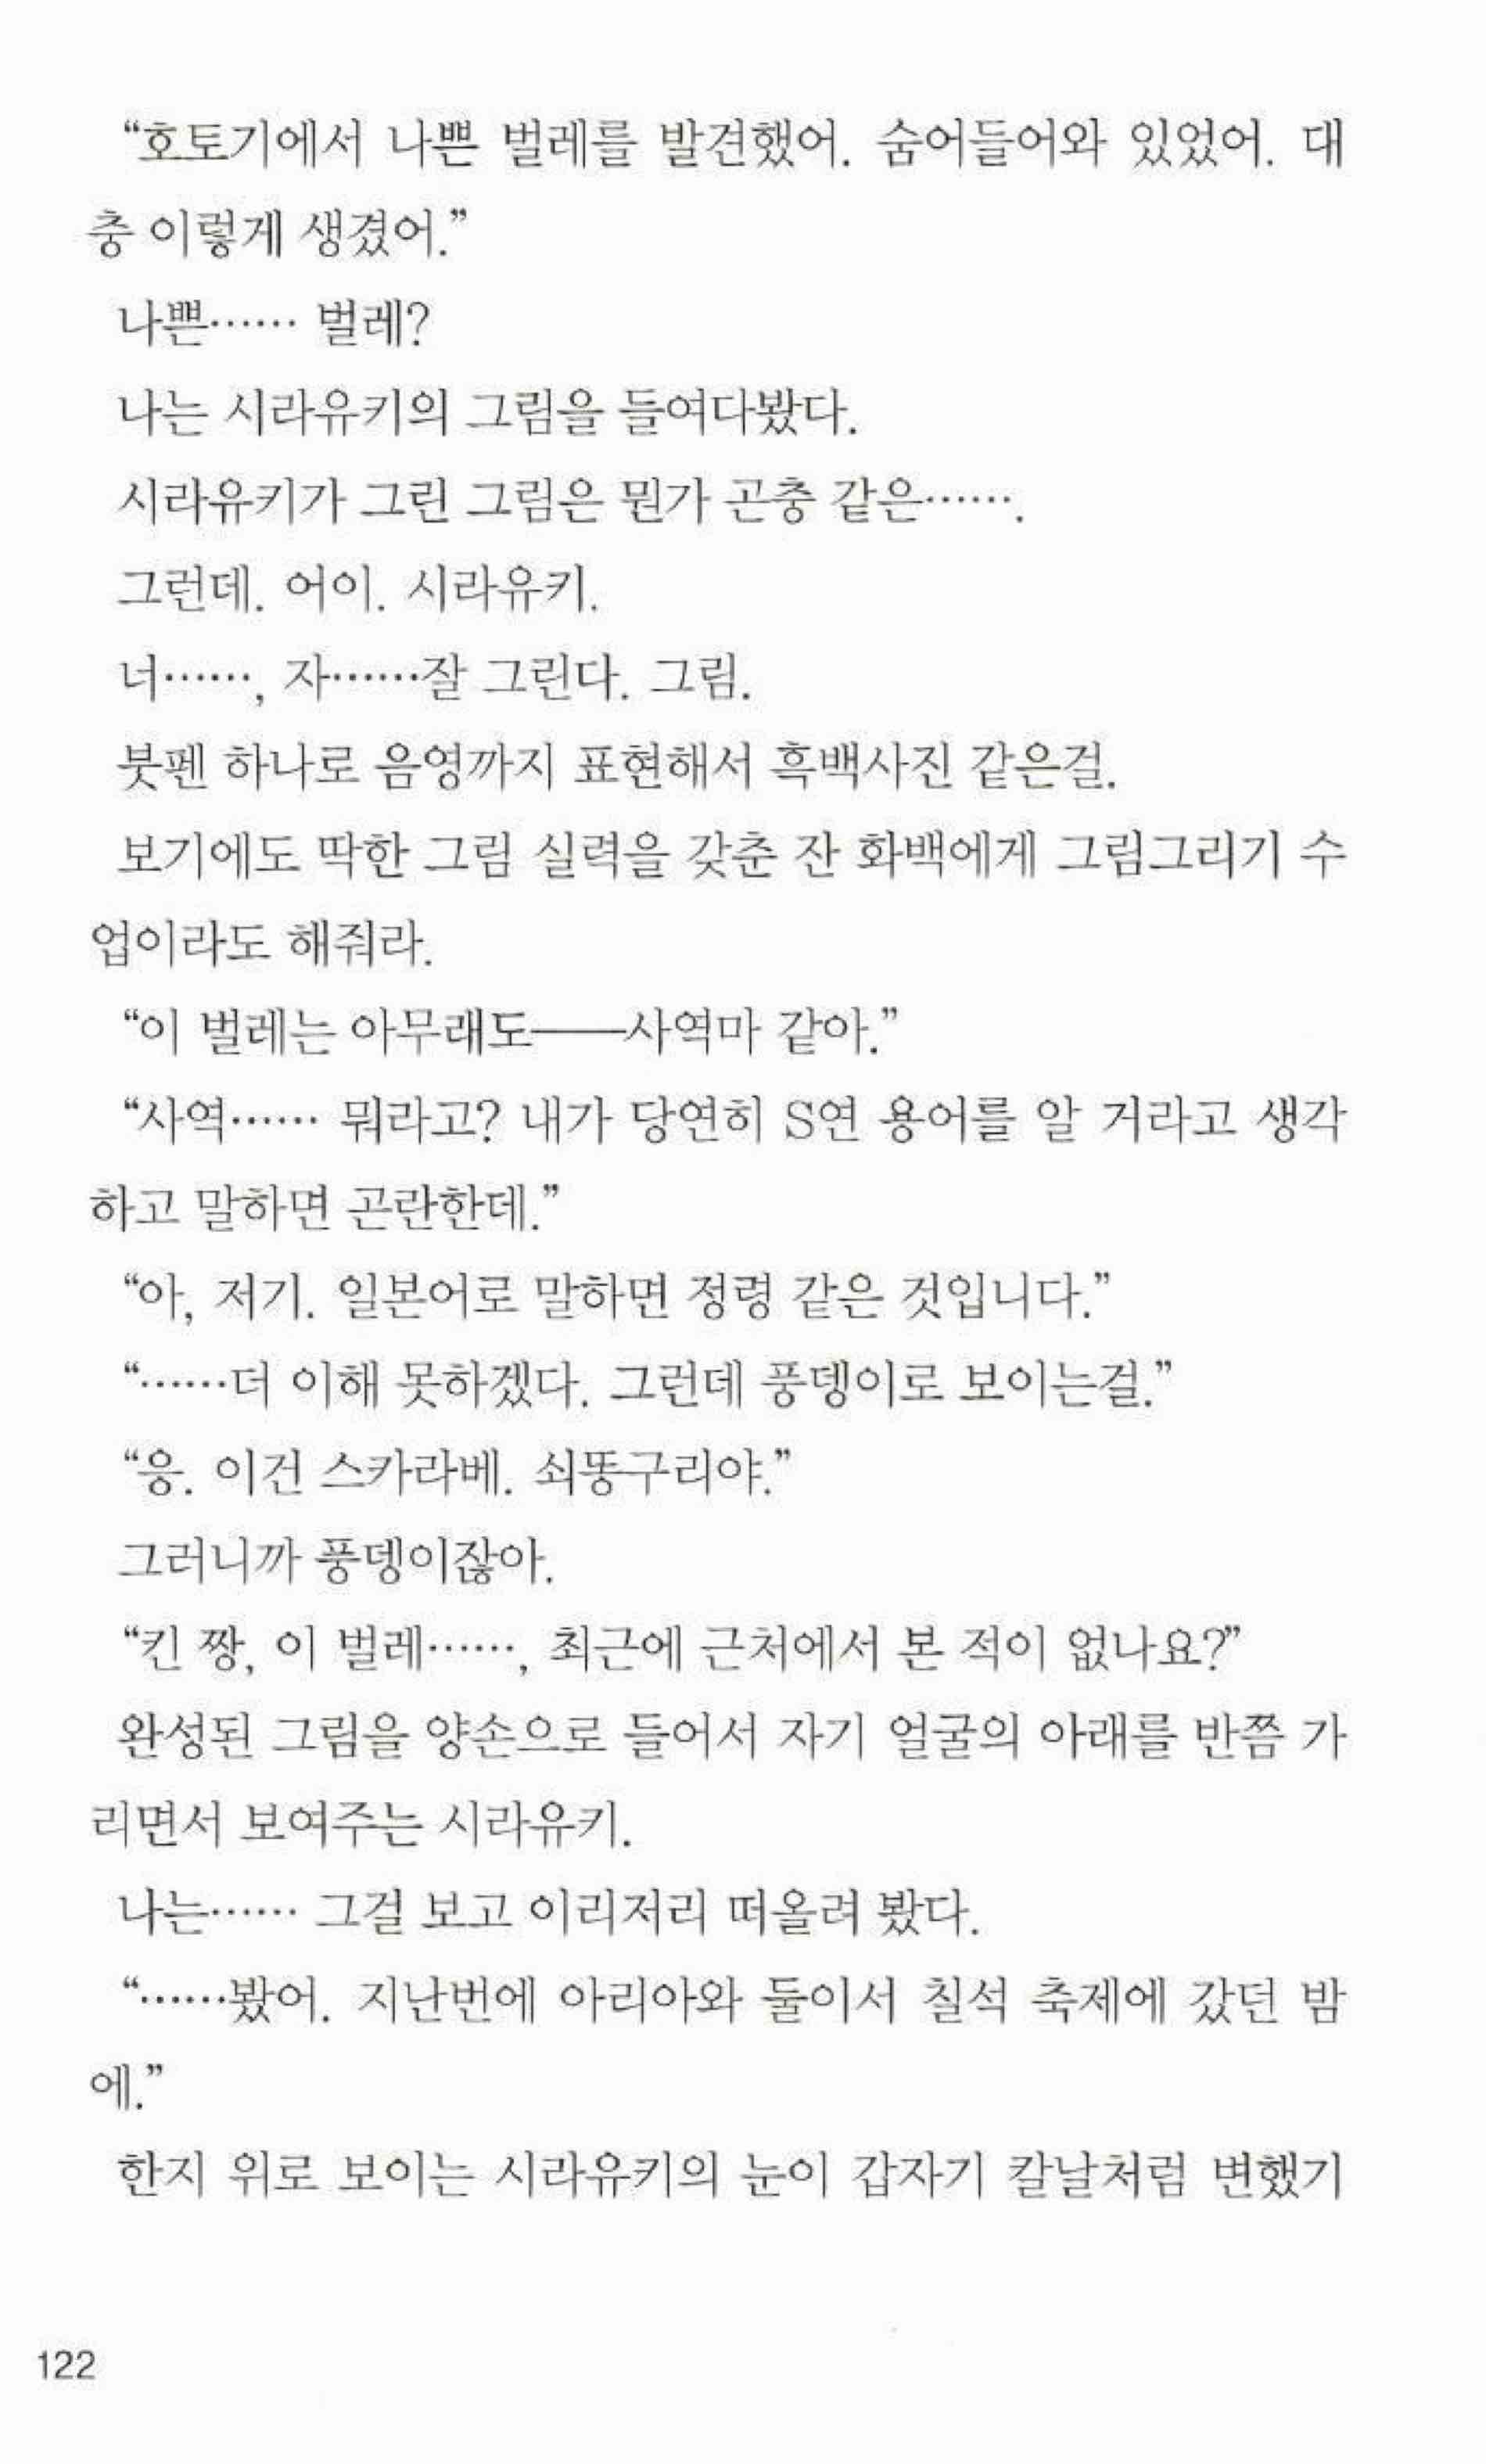 “호토기에서 나쁜 벌레를 발견했어. 숨어들어와 있었어. 대
충 이렇게 생겼어.”
나쁜…… 벌레?
나는 시라유키의 그림을 들여다봤다.
시라유키가 그린 그림은 뭔가 곤충 같은…….
그런데. 어이. 시라유키.
너……, 자……잘 그린다. 그림.
붓펜 하나로 음영까지 표현해서 흑백사진 같은걸.
보기에도 딱한 그림 실력을 갖춘 잔 화백에게 그림그리기 수
업이라도 해줘라.
“이 벌레는 아무래도──사역마 같아.”
“사역…… 뭐라고? 내가 당연히 S연 용어를 알 거라고 생각
하고 말하면 곤란한데.”
“아, 저기. 일본어로 말하면 정령 같은 것입니다.”
“……더 이해 못하겠다. 그런데 풍뎅이로 보이는걸.”
“응. 이건 스카라베. 쇠똥구리야.”
그러니까 풍뎅이잖아.
“킨 짱, 이 벌레……, 최근에 근처에서 본 적이 없나요?”
완성된 그림을 양손으로 들어서 자기 얼굴의 아래를 반쯤 가
리면서 보여주는 시라유키.
나는…… 그걸 보고 이리저리 떠올려 봤다.
“……봤어. 지난번에 아리아와 둘이서 칠석 축제에 갔던 밤
에.”
한지 위로 보이는 시라유키의 눈이 갑자기 칼날처럼 변했기
122